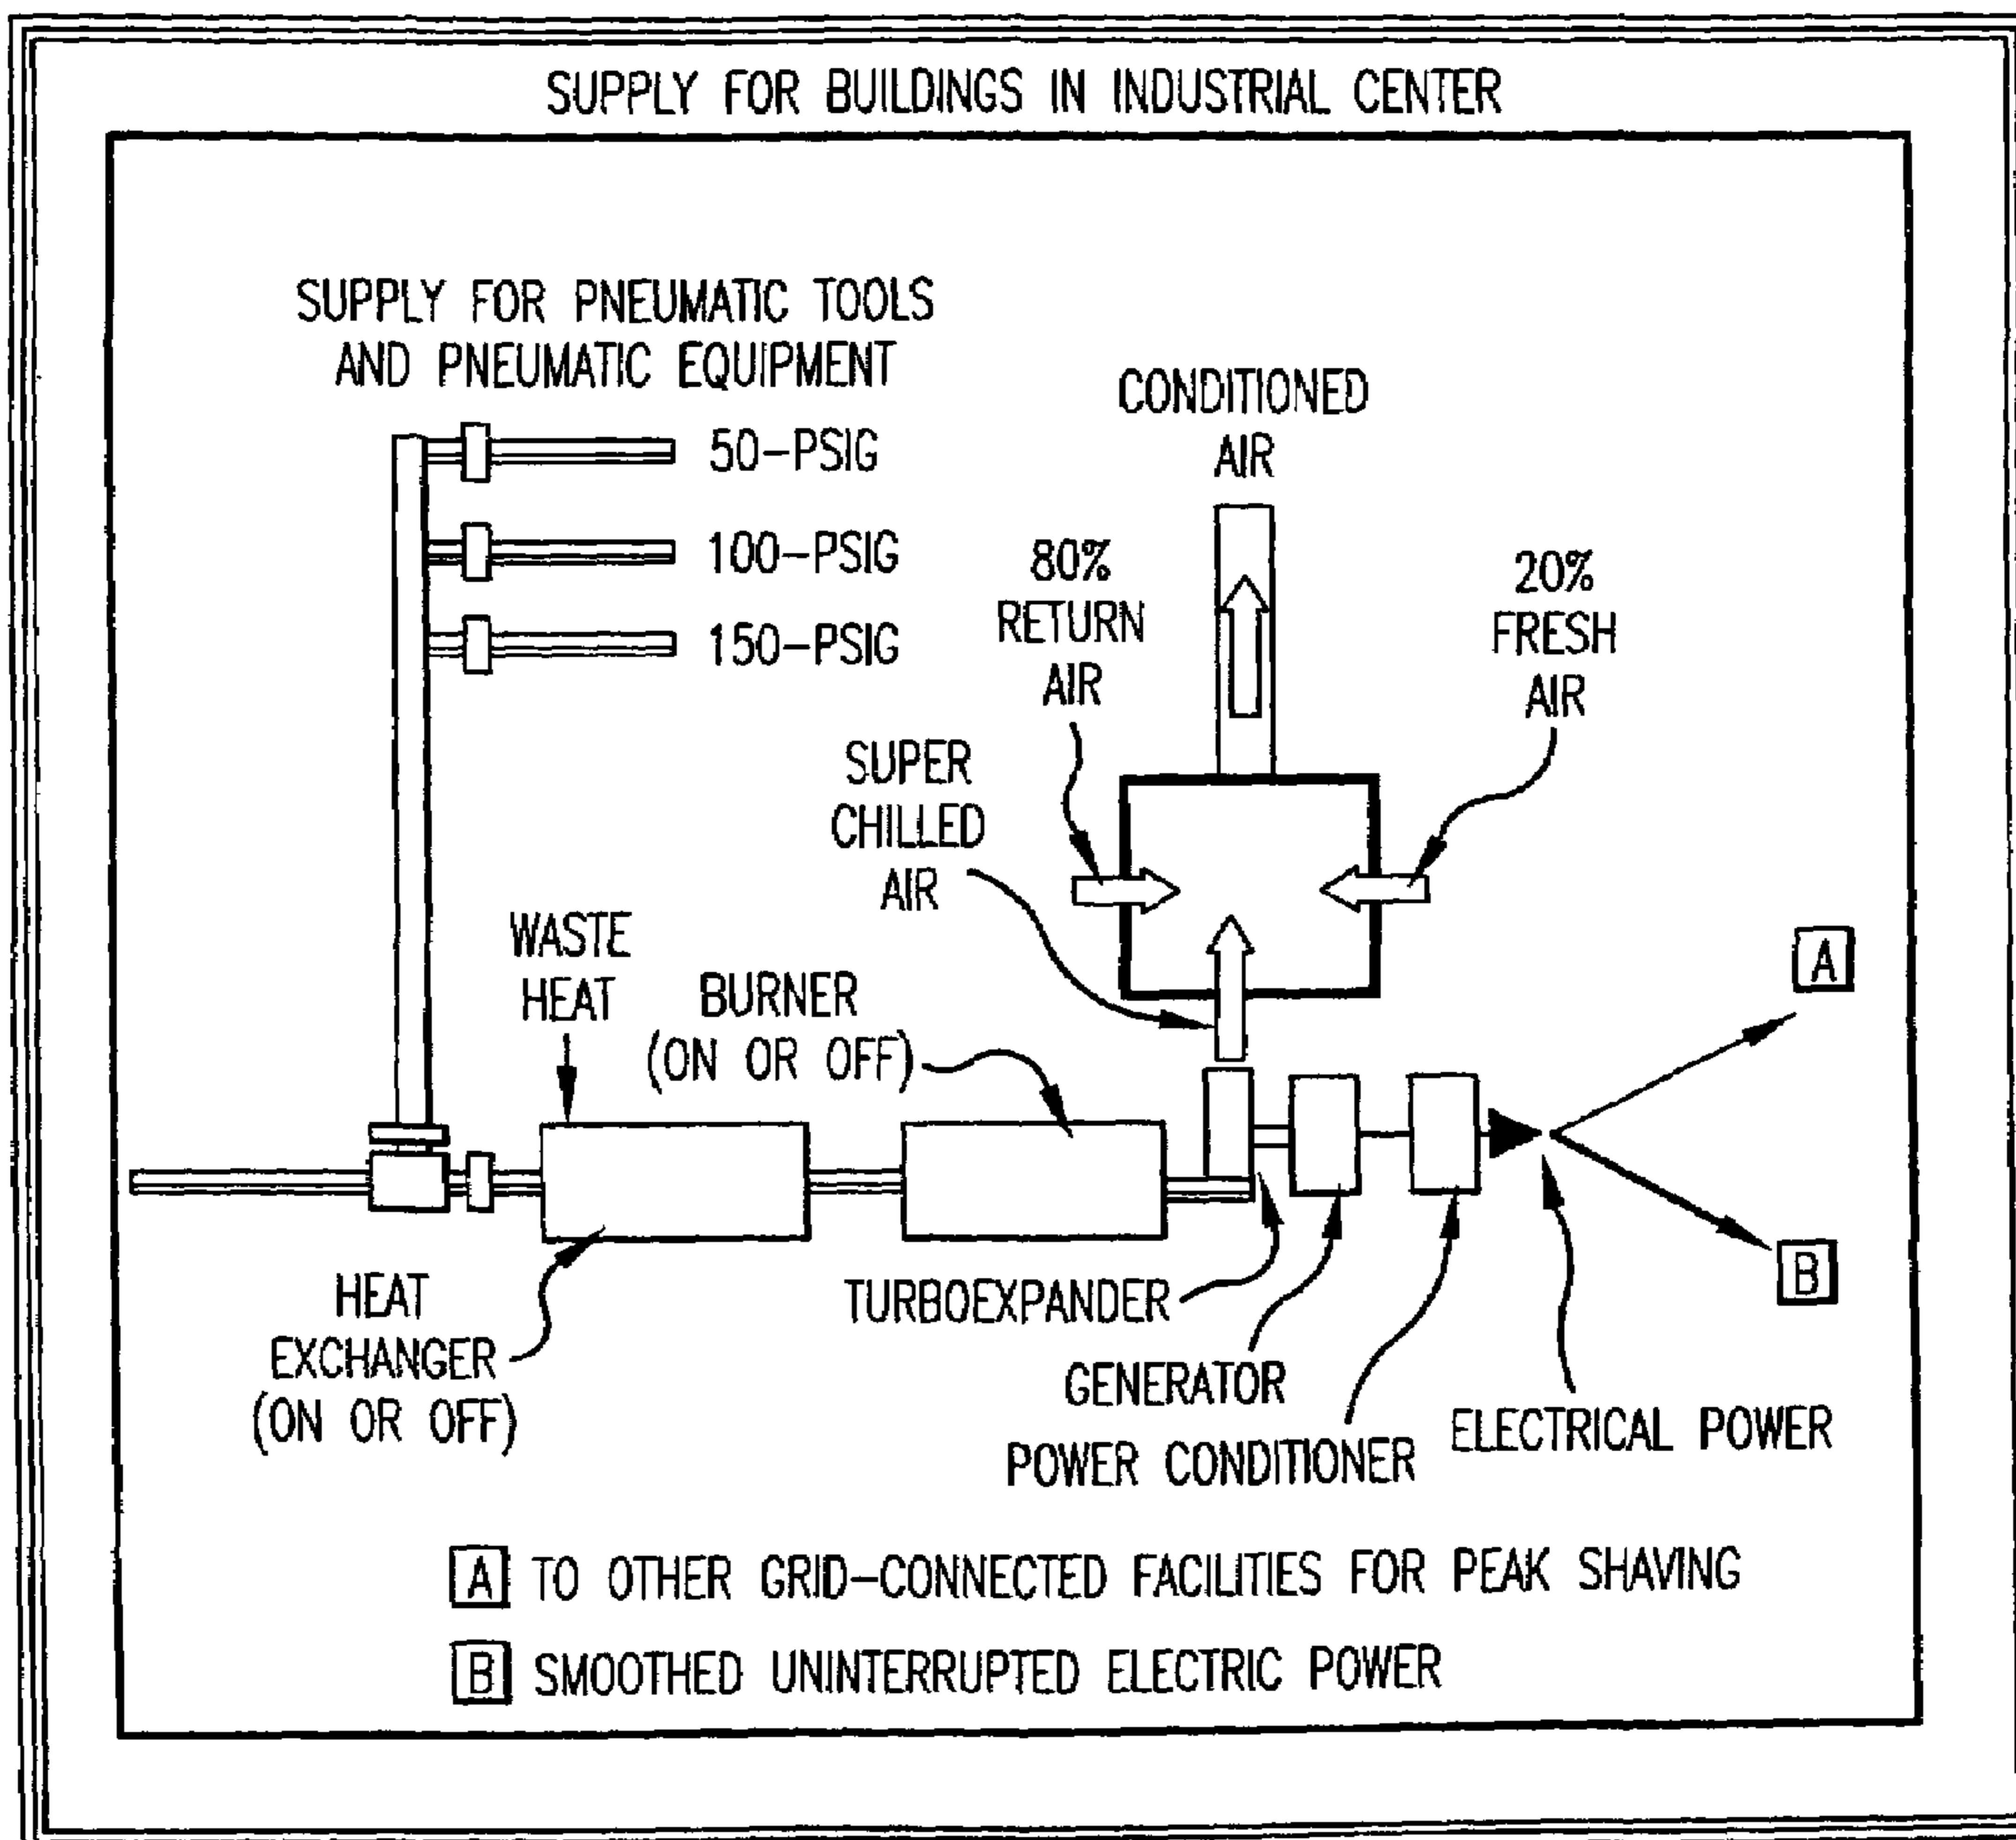 SUPPLY FOR BUILDINGS IN INDUSTRIAL CENTER
SUPPLY FOR PNEUMATIC TOOLS
AND PNEUMATIC EQUIPMENT
50-PSIG
100-PSIG
150-PSIG
CONDITIONED
AIR
80%
RETURN
AIR
20%
FRESH
AIR
SUPER
CHILLED
AIR
WASTE
HEAT
BURNER
(ON OR OFF)
A
B
HEAT
EXCHANGER
(ON OR OFF)
TURBOEXPANDER
GENERATOR
POWER CONDITIONER
ELECTRICAL POWER
A TO OTHER GRID-CONNECTED FACILITIES FOR PEAK SHAVING
B SMOOTHED UNINTERRUPTED ELECTRIC POWER